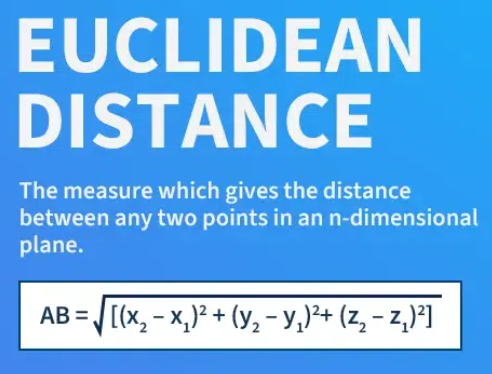 EUCLIDEAN
DISTANCE
The measure which gives the distance
between any two points in an n-dimensional
plane.
AB = √[(x₂ – x₁)² + (y₂ – y₁)²+ (z₂ – z₁)²]